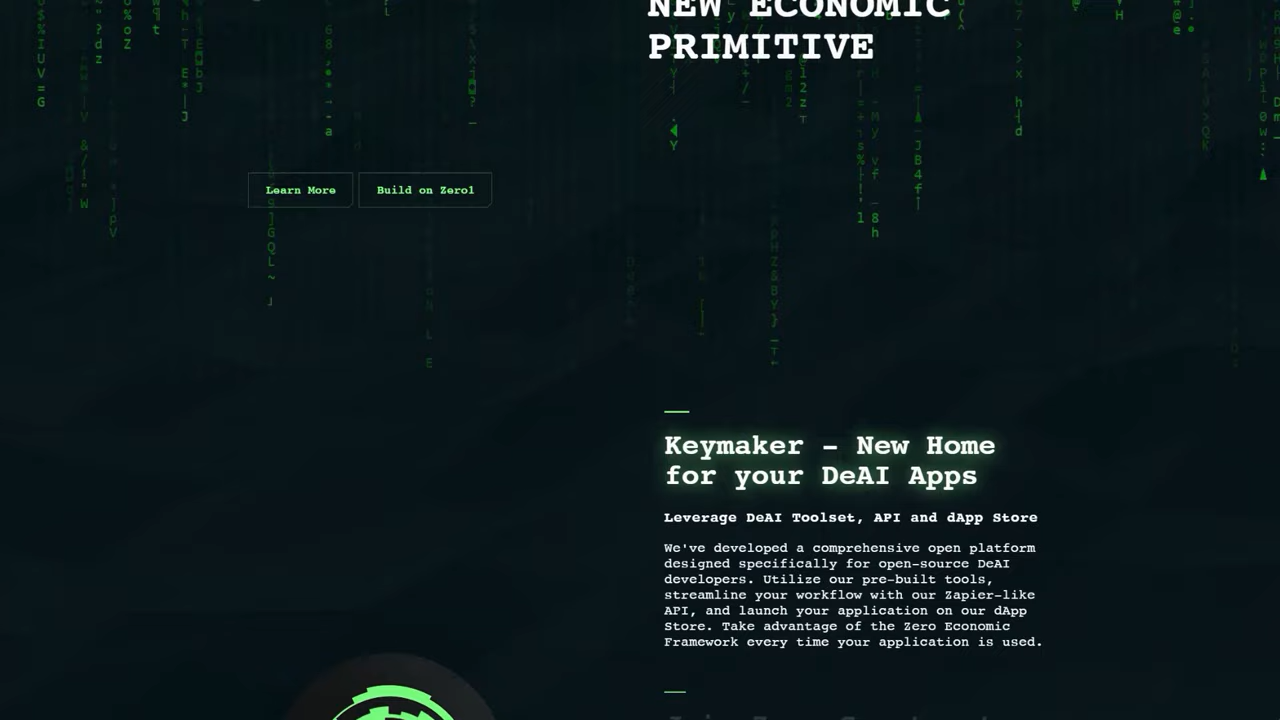 NEW ECONOMIC
PRIMITIVE
Learn More
Build on Zero1
Keymaker – New Home
for your DeAI Apps
Leverage DeAI Toolset, API and dApp Store
We've developed a comprehensive open platform
designed specifically for open-source DeAI
developers. Utilize our pre-built tools,
streamline your workflow with our Zapier-like
API, and launch your application on our dApp
Store. Take advantage of the Zero Economic
Framework every time your application is used.